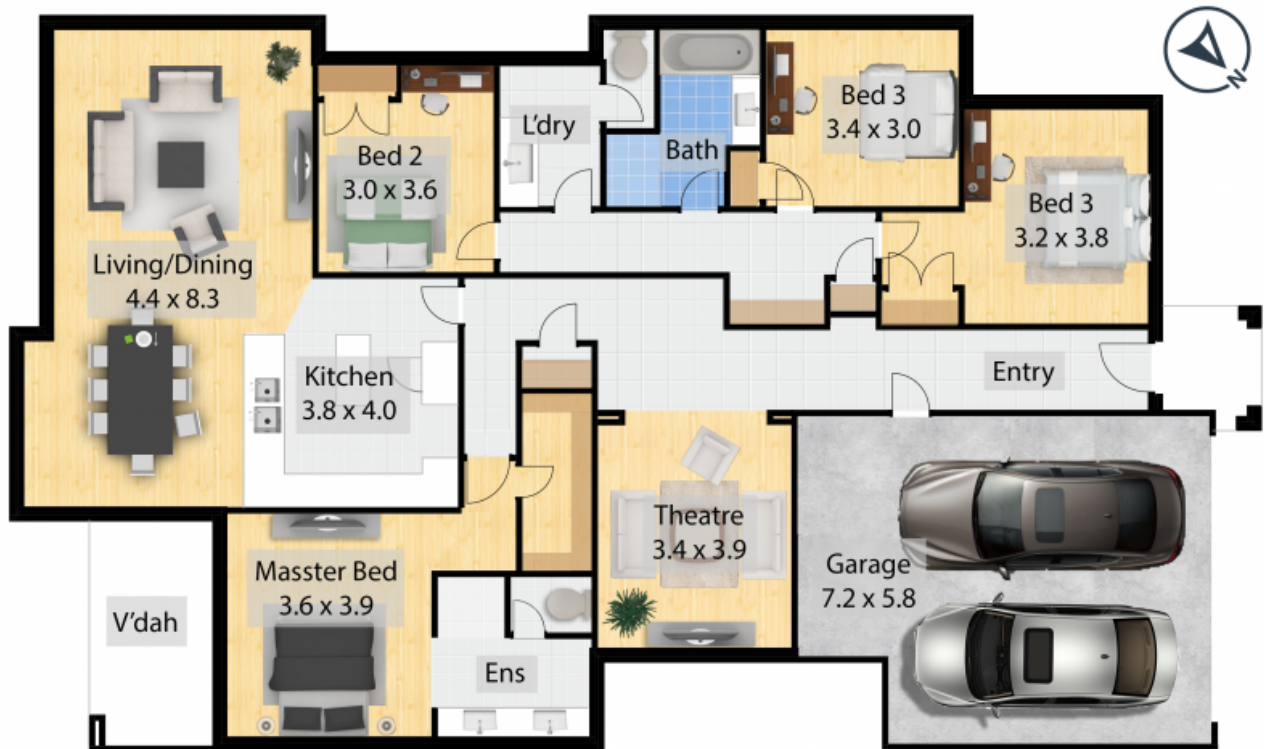 N
Bed 3
3.4 x 3.0
L'dry
Bath
Bed 2
3.0 x 3.6
Bed 3
3.2 x 3.8
Living/Dining
4.4 x 8.3
Kitchen
3.8 x 4.0
Entry
Theatre
3.4 x 3.9
Garage
7.2 x 5.8
Masster Bed
3.6 x 3.9
V'dah
Ens